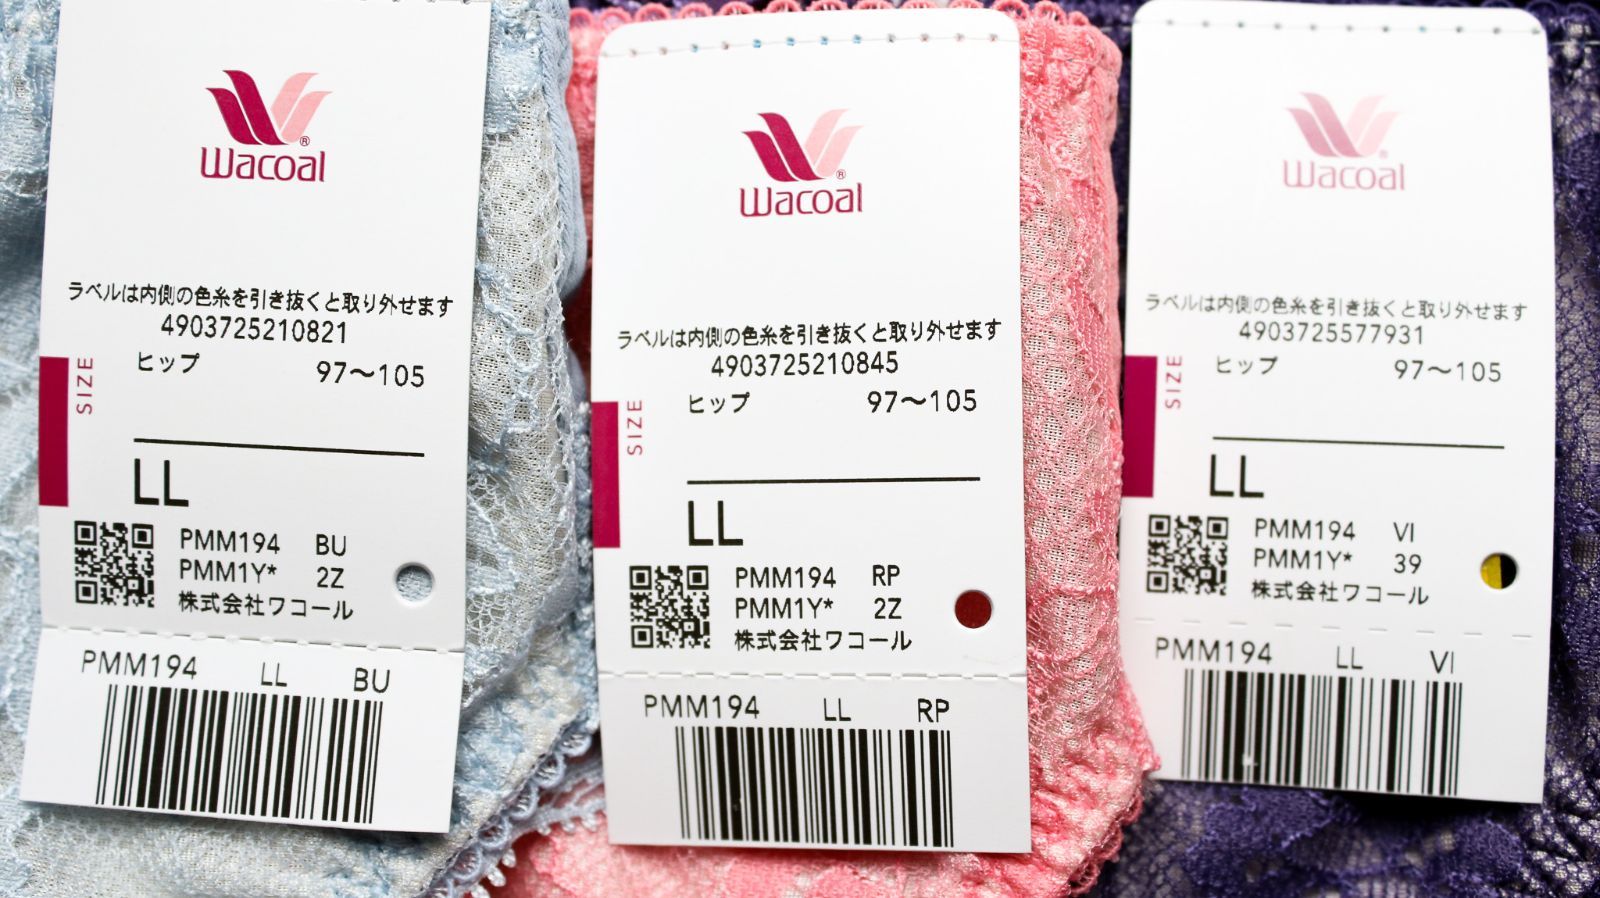 Wacoal®
ラベルは内側の色糸を引き抜くと取り外せます
4903725210821
SIZE
ヒップ 97〜105
LL
PMM194 BU
PMM1Y* 2Z
株式会社ワコール
PMM194 LL BU
Wacoal®
ラベルは内側の色糸を引き抜くと取り外せます
4903725210845
SIZE
ヒップ 97〜105
LL
PMM194 RP
PMM1Y* 2Z
株式会社ワコール
PMM194 LL RP
Wacoal®
ラベルは内側の色糸を引き抜くと取り外せます
4903725577931
SIZE
ヒップ 97〜105
LL
PMM194 VI
PMM1Y* 39
株式会社ワコール
PMM194 LL VI